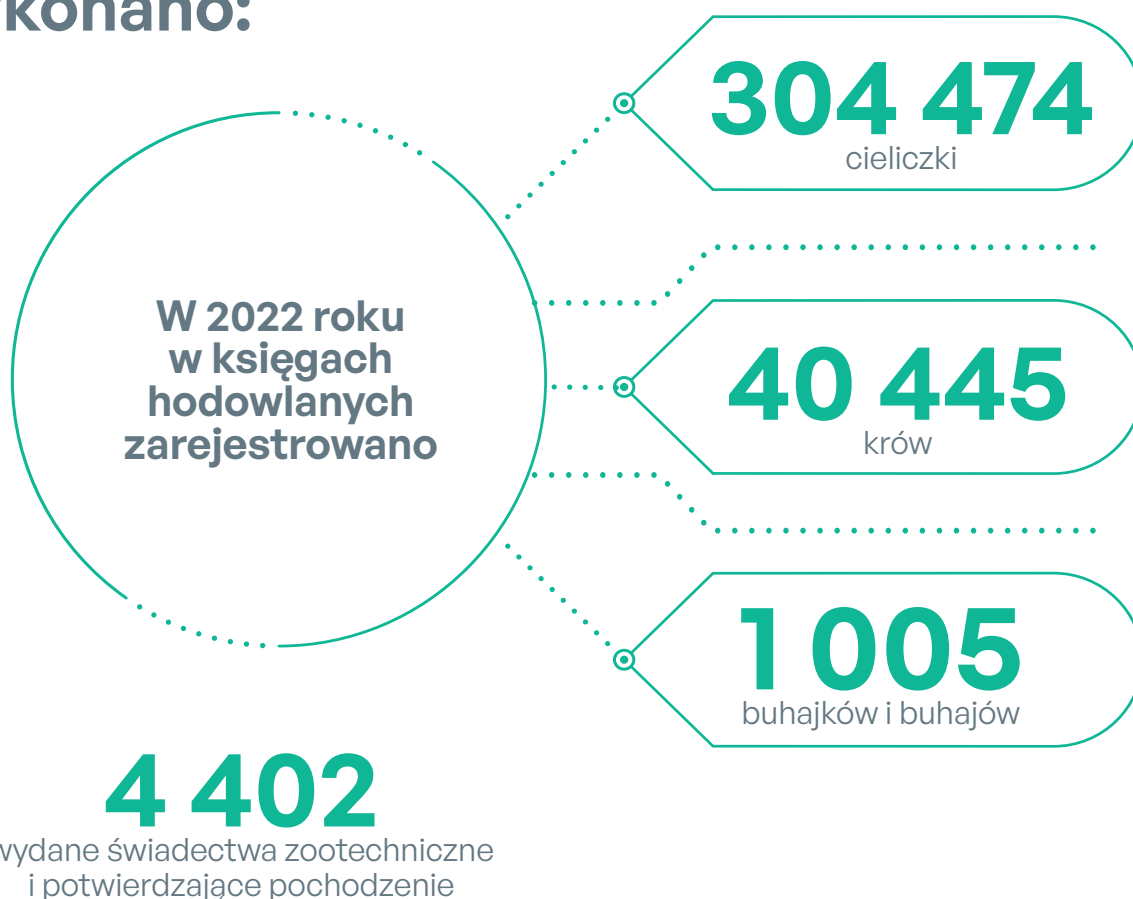 ykonano:
304 474
cieliczki
W 2022 roku
w księgach
hodowlanych
zarejestrowano
40 445
krów
1 005
buhajków i buhajów
4 402
wydane świadectwa zootechniczne
i potwierdzające pochodzenie